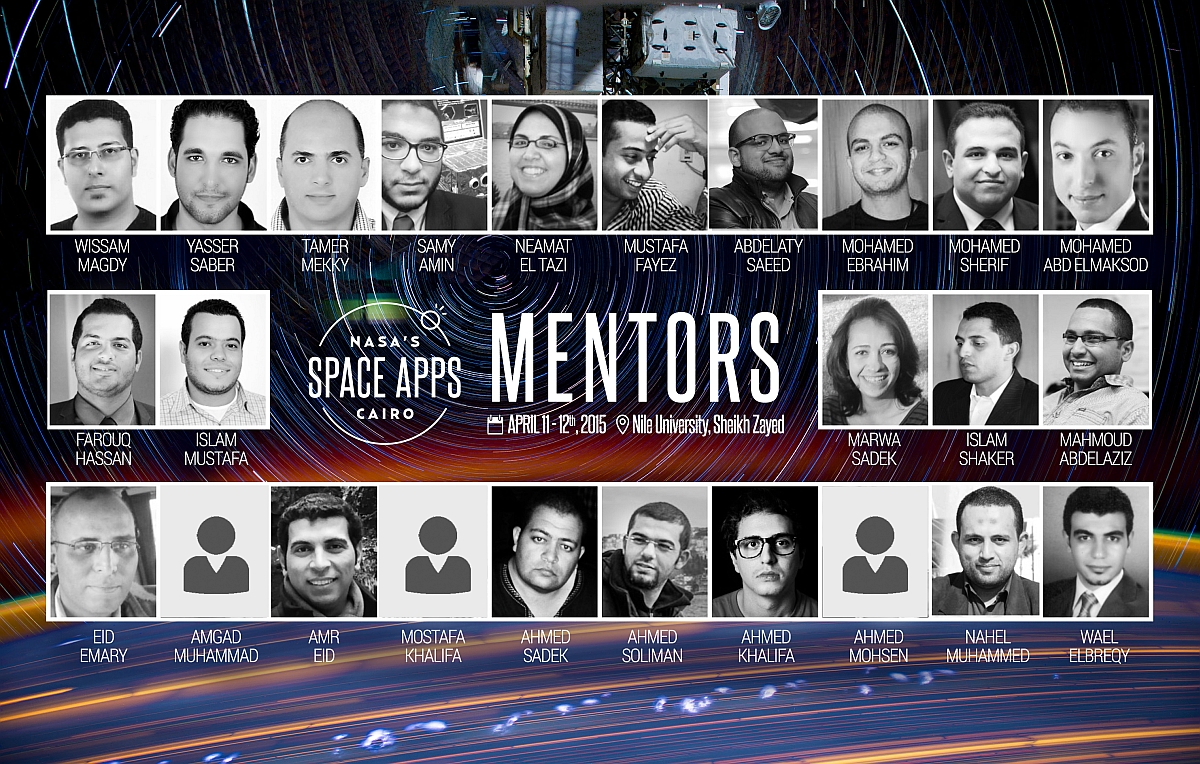 WISSAM
MAGDY
YASSER
SABER
TAMER
MEKKY
SAMY
AMIN
NEAMAT
EL TAZI
MUSTAFA
FAYEZ
ABDELATY
SAEED
MOHAMED
EBRAHIM
MOHAMED
SHERIF
MOHAMED
ABD ELMAKSOD
FAROUQ
HASSAN
ISLAM
MUSTAFA
NASA'S
SPACE APPS
CAIRO
MENTORS
APRIL 11 - 12th, 2015 Nile University, Sheikh Zayed
MARWA
SADEK
ISLAM
SHAKER
MAHMOUD
ABDELAZIZ
EID
EMARY
AMGAD
MUHAMMAD
AMR
EID
MOSTAFA
KHALIFA
AHMED
SADEK
AHMED
SOLIMAN
AHMED
KHALIFA
AHMED
MOHSEN
NAHEL
MUHAMMED
WAEL
ELBREQY